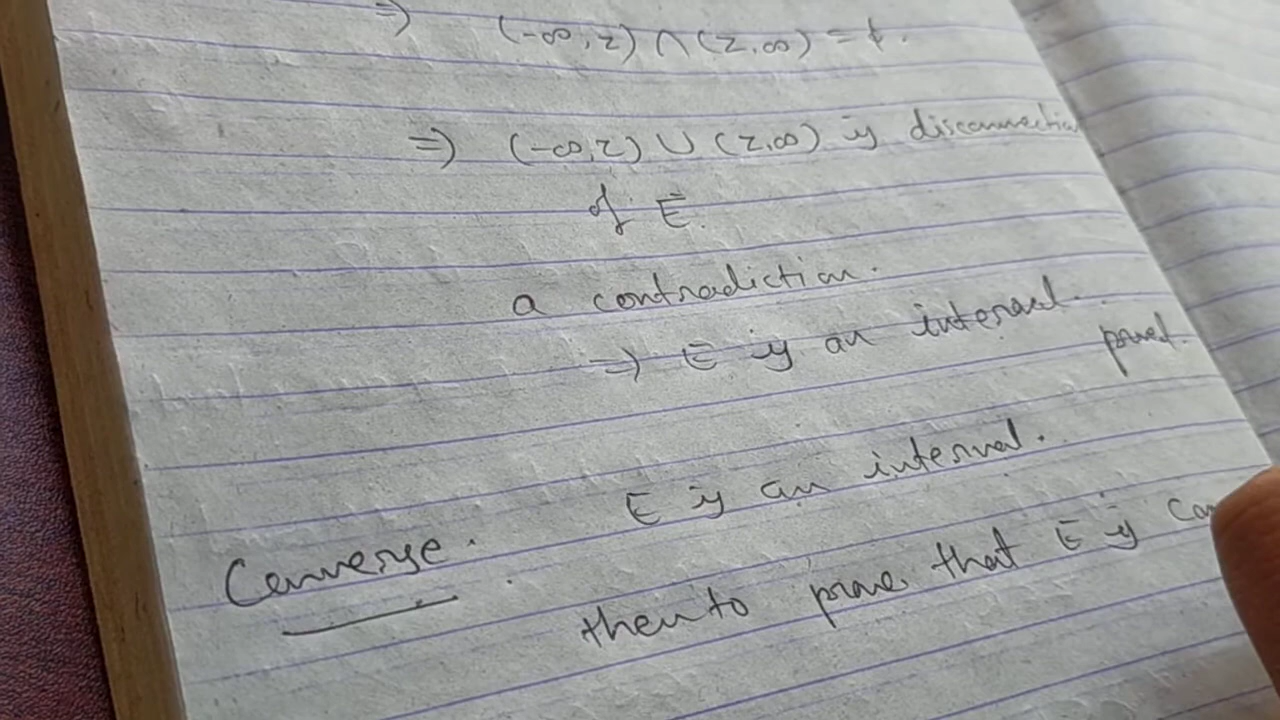 ⇒ (-∞, z) ∩ (z, ∞) = ϕ.
⇒ (-∞, z) ∪ (z, ∞) is disconnection
of E.
a contradiction.
⇒ E is an interval.
proved.
Converse. E is an interval.
then to prove that E is